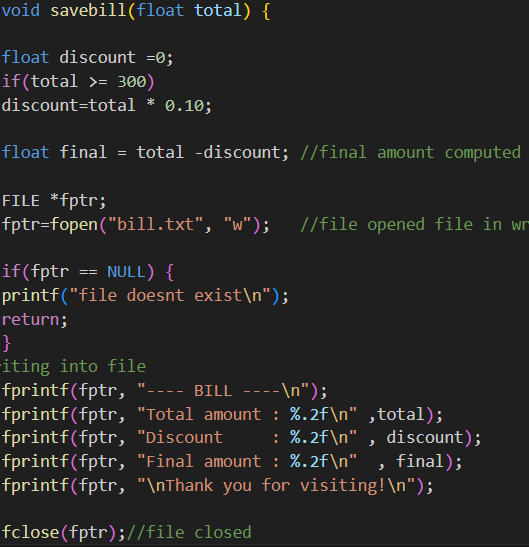 void savebill(float total) {
float discount =0;
if(total >= 300)
discount=total * 0.10;
float final = total -discount; //final amount computed
FILE *fptr;
fptr=fopen("bill.txt", "w");   //file opened file in wr
if(fptr == NULL) {
printf("file doesnt exist\n");
return;
}
iting into file
fprintf(fptr, "---- BILL ----\n");
fprintf(fptr, "Total amount : %.2f\n" ,total);
fprintf(fptr, "Discount     : %.2f\n" , discount);
fprintf(fptr, "Final amount : %.2f\n"  , final);
fprintf(fptr, "\nThank you for visiting!\n");
fclose(fptr);//file closed